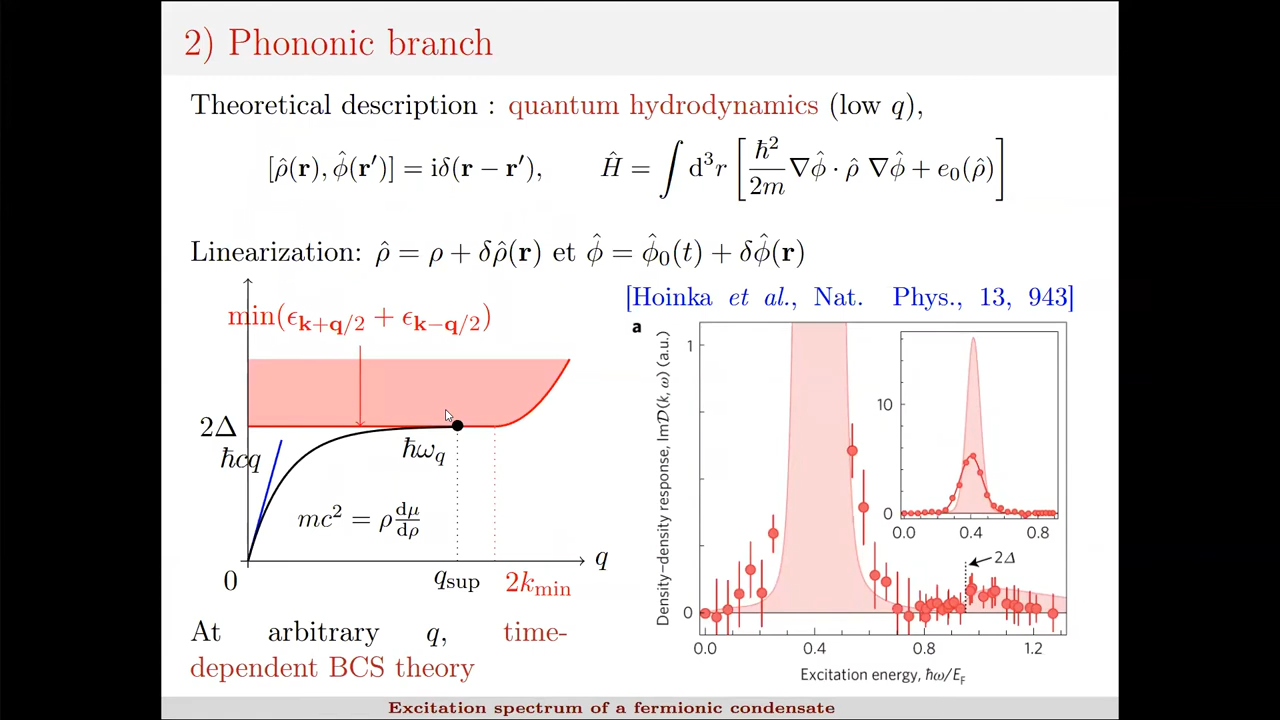 2) Phononic branch
Theoretical description : quantum hydrodynamics (low q),
[ρ̂(r), φ̂(r′)] = iδ(r − r′), Ĥ = ∫ d³r [ ħ²/2m ∇φ̂ · ρ̂ ∇φ̂ + e₀(ρ̂) ]
Linearization: ρ̂ = ρ + δρ̂(r) et φ̂ = φ̂₀(t) + δφ̂(r)
[Hoinka et al., Nat. Phys., 13, 943]
min(ϵ_{k+q/2} + ϵ_{k−q/2})
2Δ
ħcq
ħω_q
mc² = ρ dμ/dρ
0
q_sup
2k_min
q
At arbitrary q, time-
dependent BCS theory
a
Density–density response, Im𝒟(k, ω) (a.u.)
1
0
10
0
0.0 0.4 0.8
2Δ
0.0 0.4 0.8 1.2
Excitation energy, ħω/E_F
Excitation spectrum of a fermionic condensate